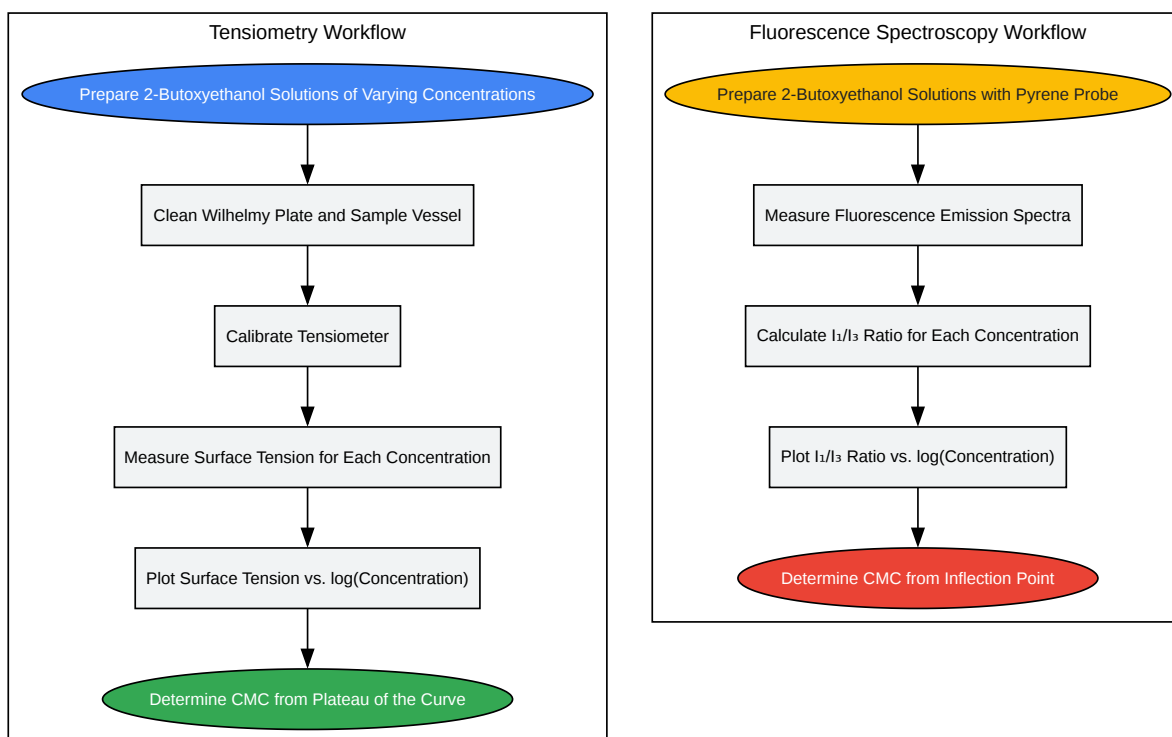 Tensiometry Workflow
Prepare 2-Butoxyethanol Solutions of Varying Concentrations
Clean Wilhelmy Plate and Sample Vessel
Calibrate Tensiometer
Measure Surface Tension for Each Concentration
Plot Surface Tension vs. log(Concentration)
Determine CMC from Plateau of the Curve
Fluorescence Spectroscopy Workflow
Prepare 2-Butoxyethanol Solutions with Pyrene Probe
Measure Fluorescence Emission Spectra
Calculate I₁/I₃ Ratio for Each Concentration
Plot I₁/I₃ Ratio vs. log(Concentration)
Determine CMC from Inflection Point